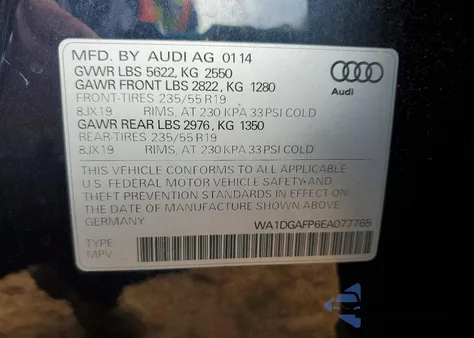 MFD. BY AUDI AG 01 14
GVWR LBS 5622, KG 2550
GAWR FRONT LBS 2822, KG 1280
FRONT-TIRES 235/55 R19
8JX19 RIMS, AT 230 KPA 33 PSI COLD
GAWR REAR LBS 2976, KG 1350
REAR-TIRES 235/55 R19
8JX19 RIMS, AT 230 KPA 33 PSI COLD
Audi
THIS VEHICLE CONFORMS TO ALL APPLICABLE
U.S. FEDERAL MOTOR VEHICLE SAFETY AND
THEFT PREVENTION STANDARDS IN EFFECT ON
THE DATE OF MANUFACTURE SHOWN ABOVE
GERMANY
WA1DGAFP6EA077765
TYPE:
MPV